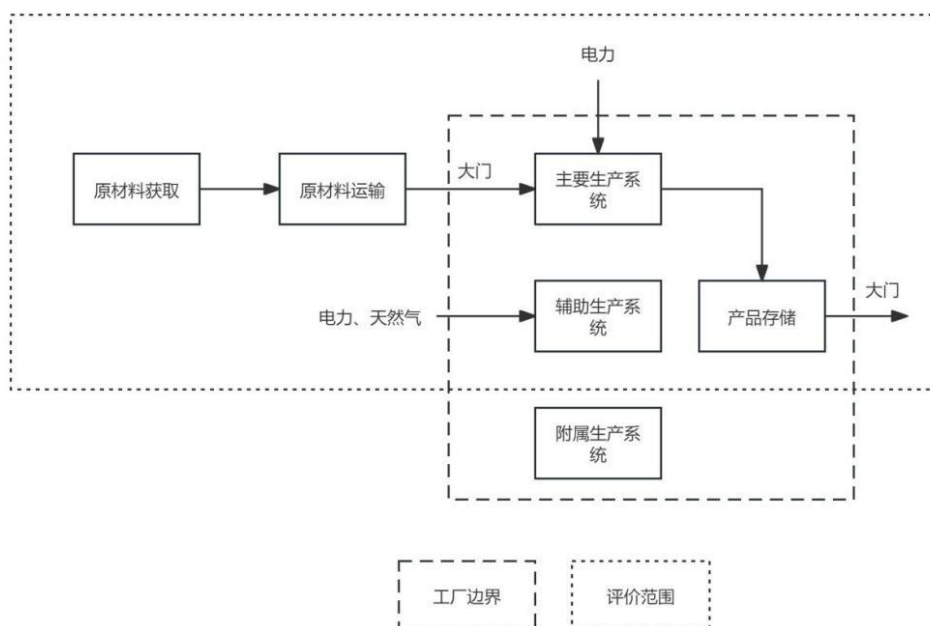 电力
原材料获取
原材料运输
大门
主要生产系
统
电力、天然气
辅助生产系
统
产品存储
大门
附属生产系
统
工厂边界
评价范围